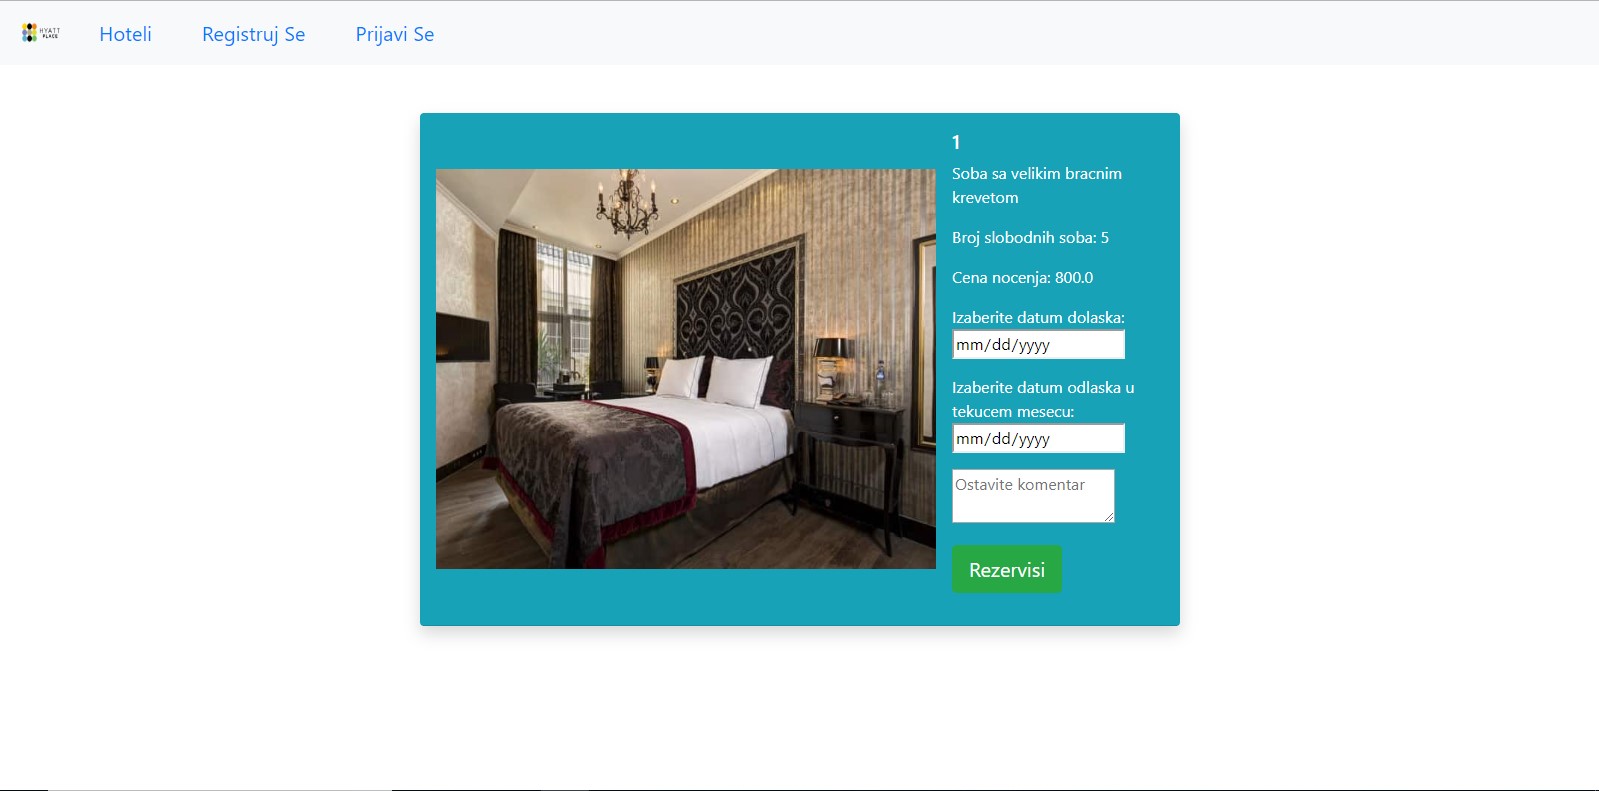 HYATT
PLACE
Hoteli
Registruj Se
Prijavi Se
1
Soba sa velikim bracnim
krevetom
Broj slobodnih soba: 5
Cena nocenja: 800.0
Izaberite datum dolaska:
mm/dd/yyyy
Izaberite datum odlaska u
tekucem mesecu:
mm/dd/yyyy
Ostavite komentar
Rezervisi